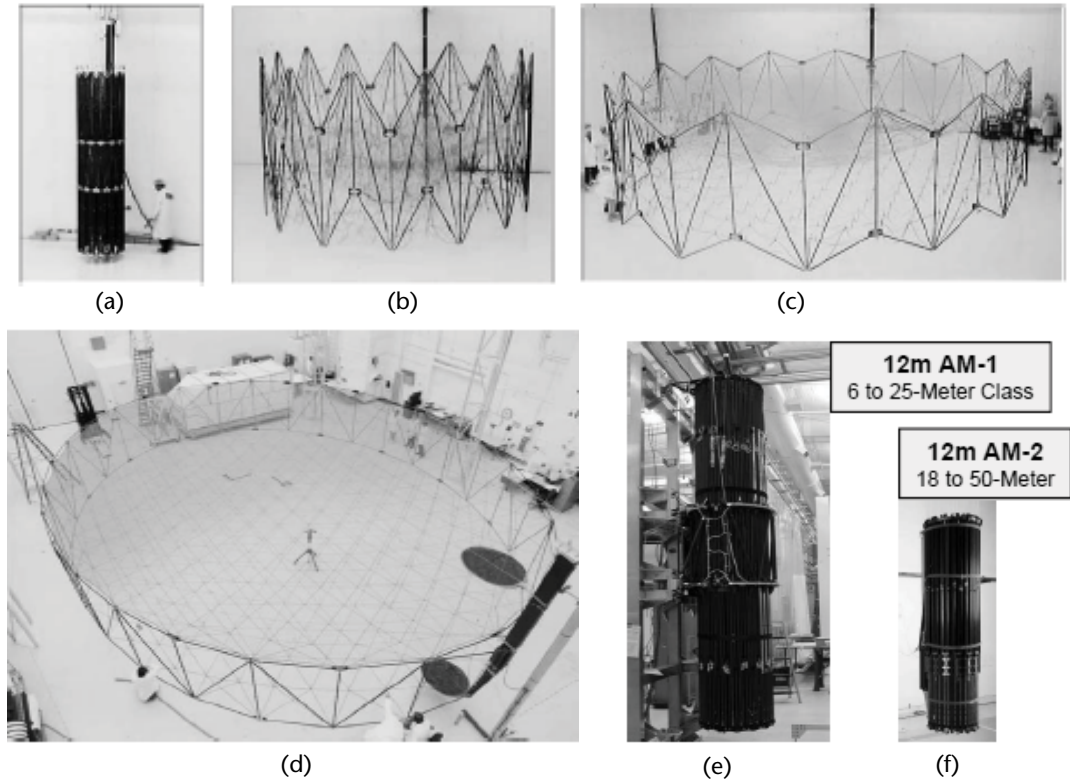 (a)
(b)
(c)
12m AM-1
6 to 25-Meter Class
12m AM-2
18 to 50-Meter
(d)
(e)
(f)